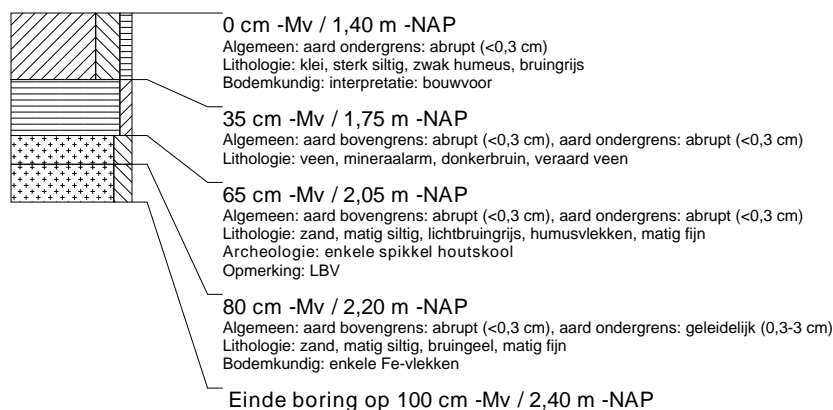 0 cm -Mv / 1,40 m -NAP
Algemeen: aard ondergrens: abrupt (<0,3 cm)
Lithologie: klei, sterk siltig, zwak humeus, bruingrijs
Bodemkundig: interpretatie: bouwvoor
35 cm -Mv / 1,75 m -NAP
Algemeen: aard bovengrens: abrupt (<0,3 cm), aard ondergrens: abrupt (<0,3 cm)
Lithologie: veen, mineraalarm, donkerbruin, veraard veen
65 cm -Mv / 2,05 m -NAP
Algemeen: aard bovengrens: abrupt (<0,3 cm), aard ondergrens: abrupt (<0,3 cm)
Lithologie: zand, matig siltig, lichtbruingrijs, humusvlekken, matig fijn
Archeologie: enkele spikkel houtskool
Opmerking: LBV
80 cm -Mv / 2,20 m -NAP
Algemeen: aard bovengrens: abrupt (<0,3 cm), aard ondergrens: geleidelijk (0,3-3 cm)
Lithologie: zand, matig siltig, bruingeel, matig fijn
Bodemkundig: enkele Fe-vlekken
Einde boring op 100 cm -Mv / 2,40 m -NAP